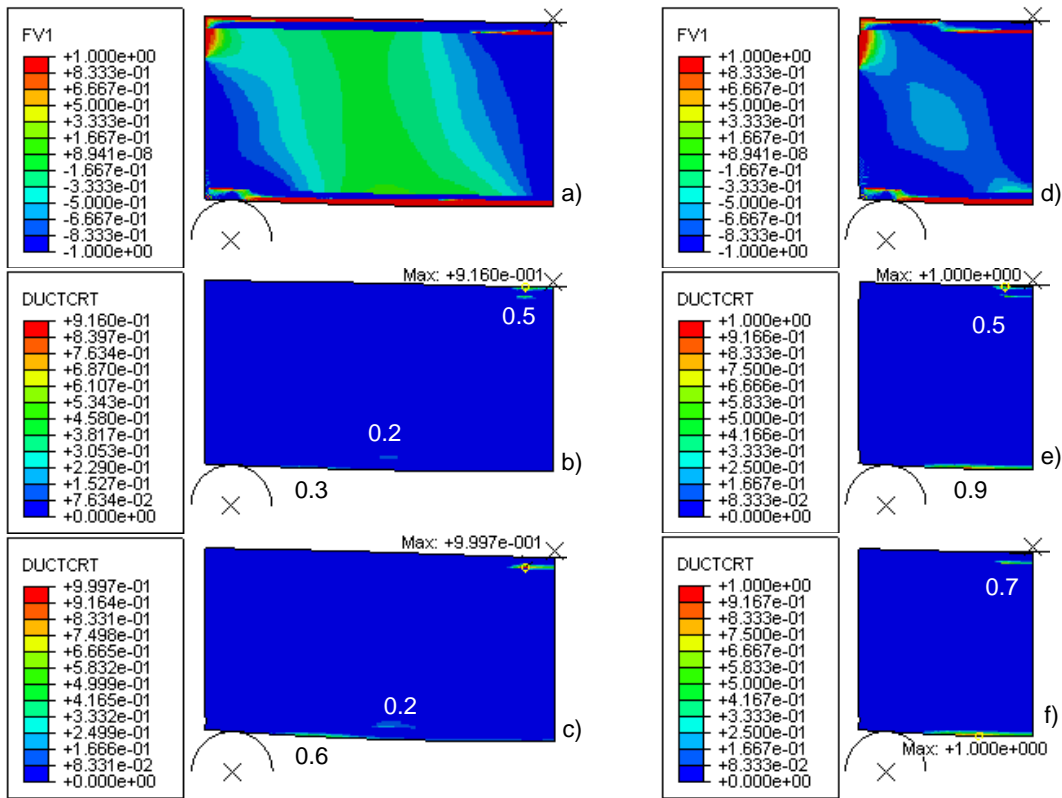 FV1
+1.000e+00
+8.333e-01
+6.667e-01
+5.000e-01
+3.333e-01
+1.667e-01
+8.941e-08
-1.667e-01
-3.333e-01
-5.000e-01
-6.667e-01
-8.333e-01
-1.000e+00
a)
FV1
+1.000e+00
+8.333e-01
+6.667e-01
+5.000e-01
+3.333e-01
+1.667e-01
+8.941e-08
-1.667e-01
-3.333e-01
-5.000e-01
-6.667e-01
-8.333e-01
-1.000e+00
d)
DUCTCRT
+9.160e-01
+8.397e-01
+7.634e-01
+6.870e-01
+6.107e-01
+5.343e-01
+4.580e-01
+3.817e-01
+3.053e-01
+2.290e-01
+1.527e-01
+7.634e-02
+0.000e+00
Max: +9.160e-001
0.5
0.2
0.3
b)
DUCTCRT
+1.000e+00
+9.166e-01
+8.333e-01
+7.500e-01
+6.666e-01
+5.833e-01
+5.000e-01
+4.166e-01
+3.333e-01
+2.500e-01
+1.667e-01
+8.333e-02
+0.000e+00
Max: +1.000e+000
0.5
0.9
e)
DUCTCRT
+9.997e-01
+9.164e-01
+8.331e-01
+7.498e-01
+6.665e-01
+5.832e-01
+4.999e-01
+4.165e-01
+3.332e-01
+2.499e-01
+1.666e-01
+8.331e-02
+0.000e+00
Max: +9.997e-001
0.2
0.6
c)
DUCTCRT
+1.000e+00
+9.167e-01
+8.333e-01
+7.500e-01
+6.667e-01
+5.833e-01
+5.000e-01
+4.167e-01
+3.333e-01
+2.500e-01
+1.667e-01
+8.333e-02
+0.000e+00
0.7
f)
Max: +1.000e+000